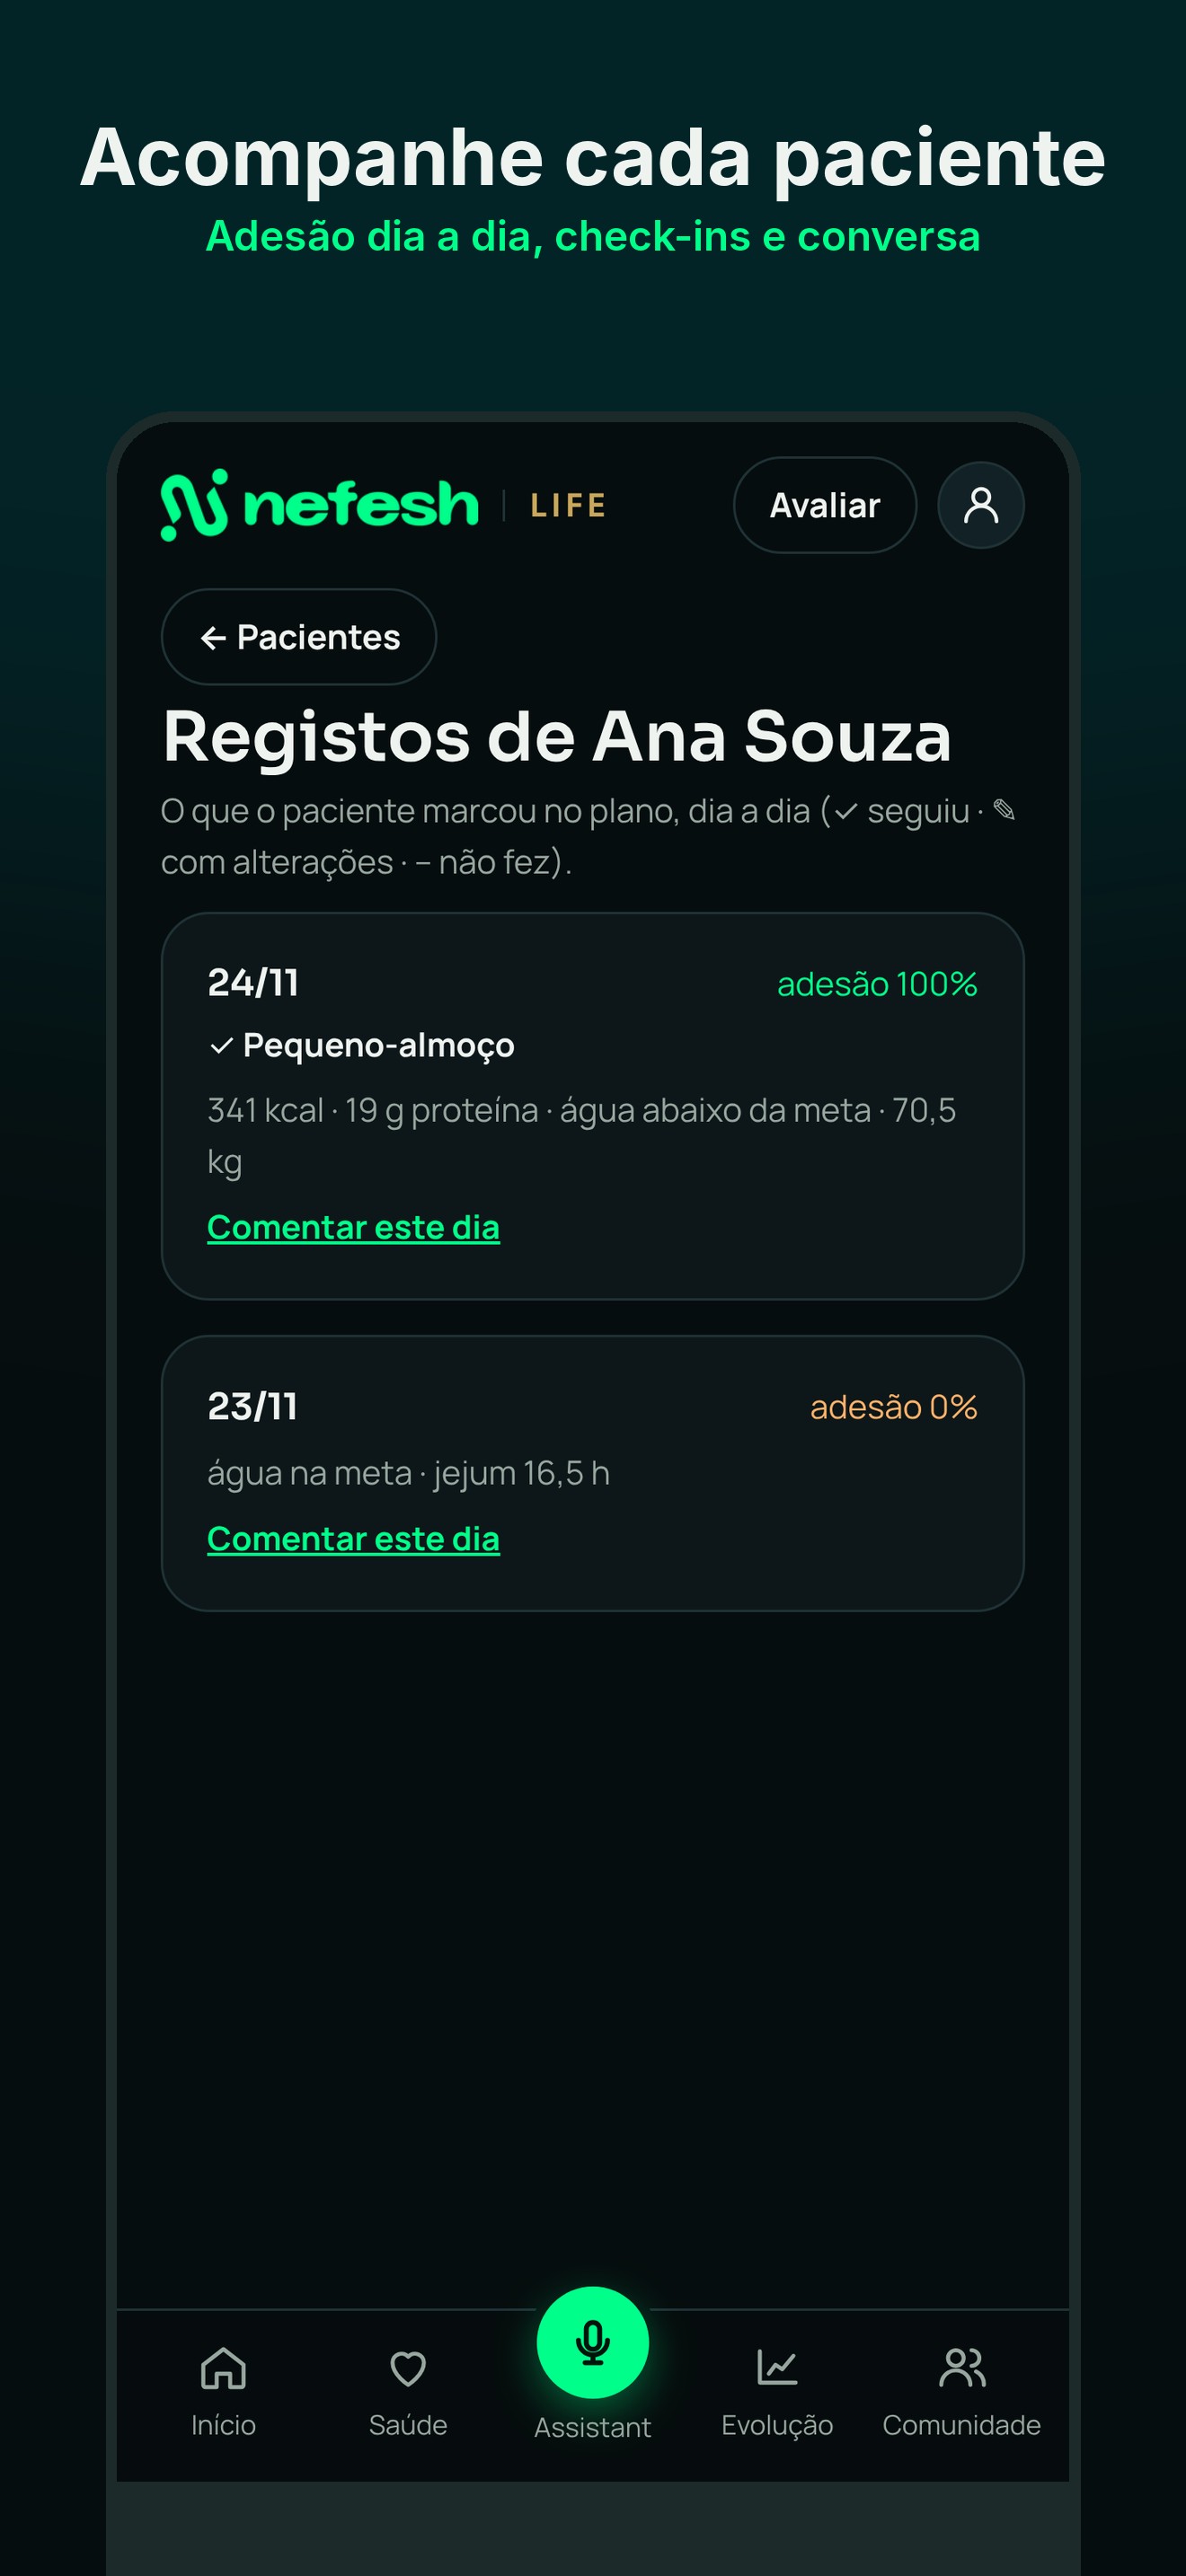 Acompanhe cada paciente
Adesão dia a dia, check-ins e conversa
nefesh | LIFE
Avaliar
← Pacientes
Registos de Ana Souza
O que o paciente marcou no plano, dia a dia (✓ seguiu · ✎
com alterações · – não fez).
24/11
adesão 100%
✓ Pequeno-almoço
341 kcal · 19 g proteína · água abaixo da meta · 70,5
kg
Comentar este dia
23/11
adesão 0%
água na meta · jejum 16,5 h
Comentar este dia
Início
Saúde
Assistant
Evolução
Comunidade